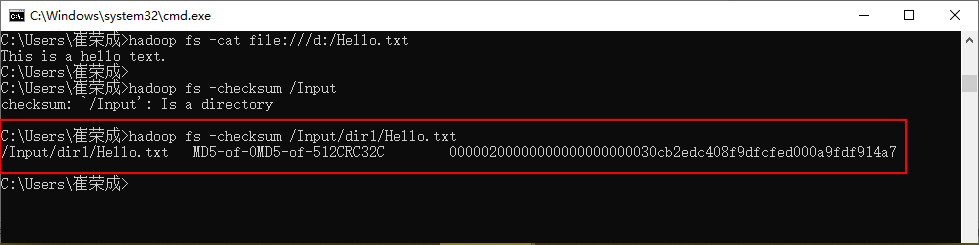 C:\Windows\system32\cmd.exe
C:\Users\崔荣成>hadoop fs -cat file:///d:/Hello.txt
This is a hello text.
C:\Users\崔荣成>
C:\Users\崔荣成>hadoop fs -checksum /Input
checksum: `/Input': Is a directory
C:\Users\崔荣成>hadoop fs -checksum /Input/dir1/Hello.txt
/Input/dir1/Hello.txt MD5-of-0MD5-of-512CRC32C 00000200000000000000000030cb2edc408f9dfcfed000a9fdf914a7
C:\Users\崔荣成>